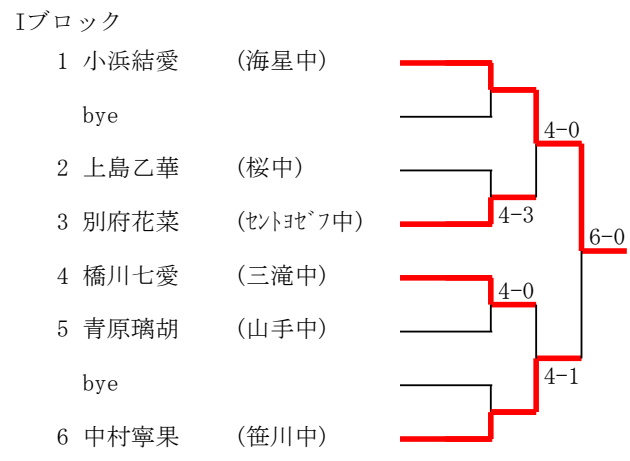 Iブロック
1 小浜結愛 (海星中)
bye
4-0
2 上島乙華 (桜中)
3 別府花菜 (セントヨゼフ中) 4-3
6-0
4 橋川七愛 (三滝中)
4-0
5 青原璃胡 (山手中)
bye
4-1
6 中村寧果 (笹川中)